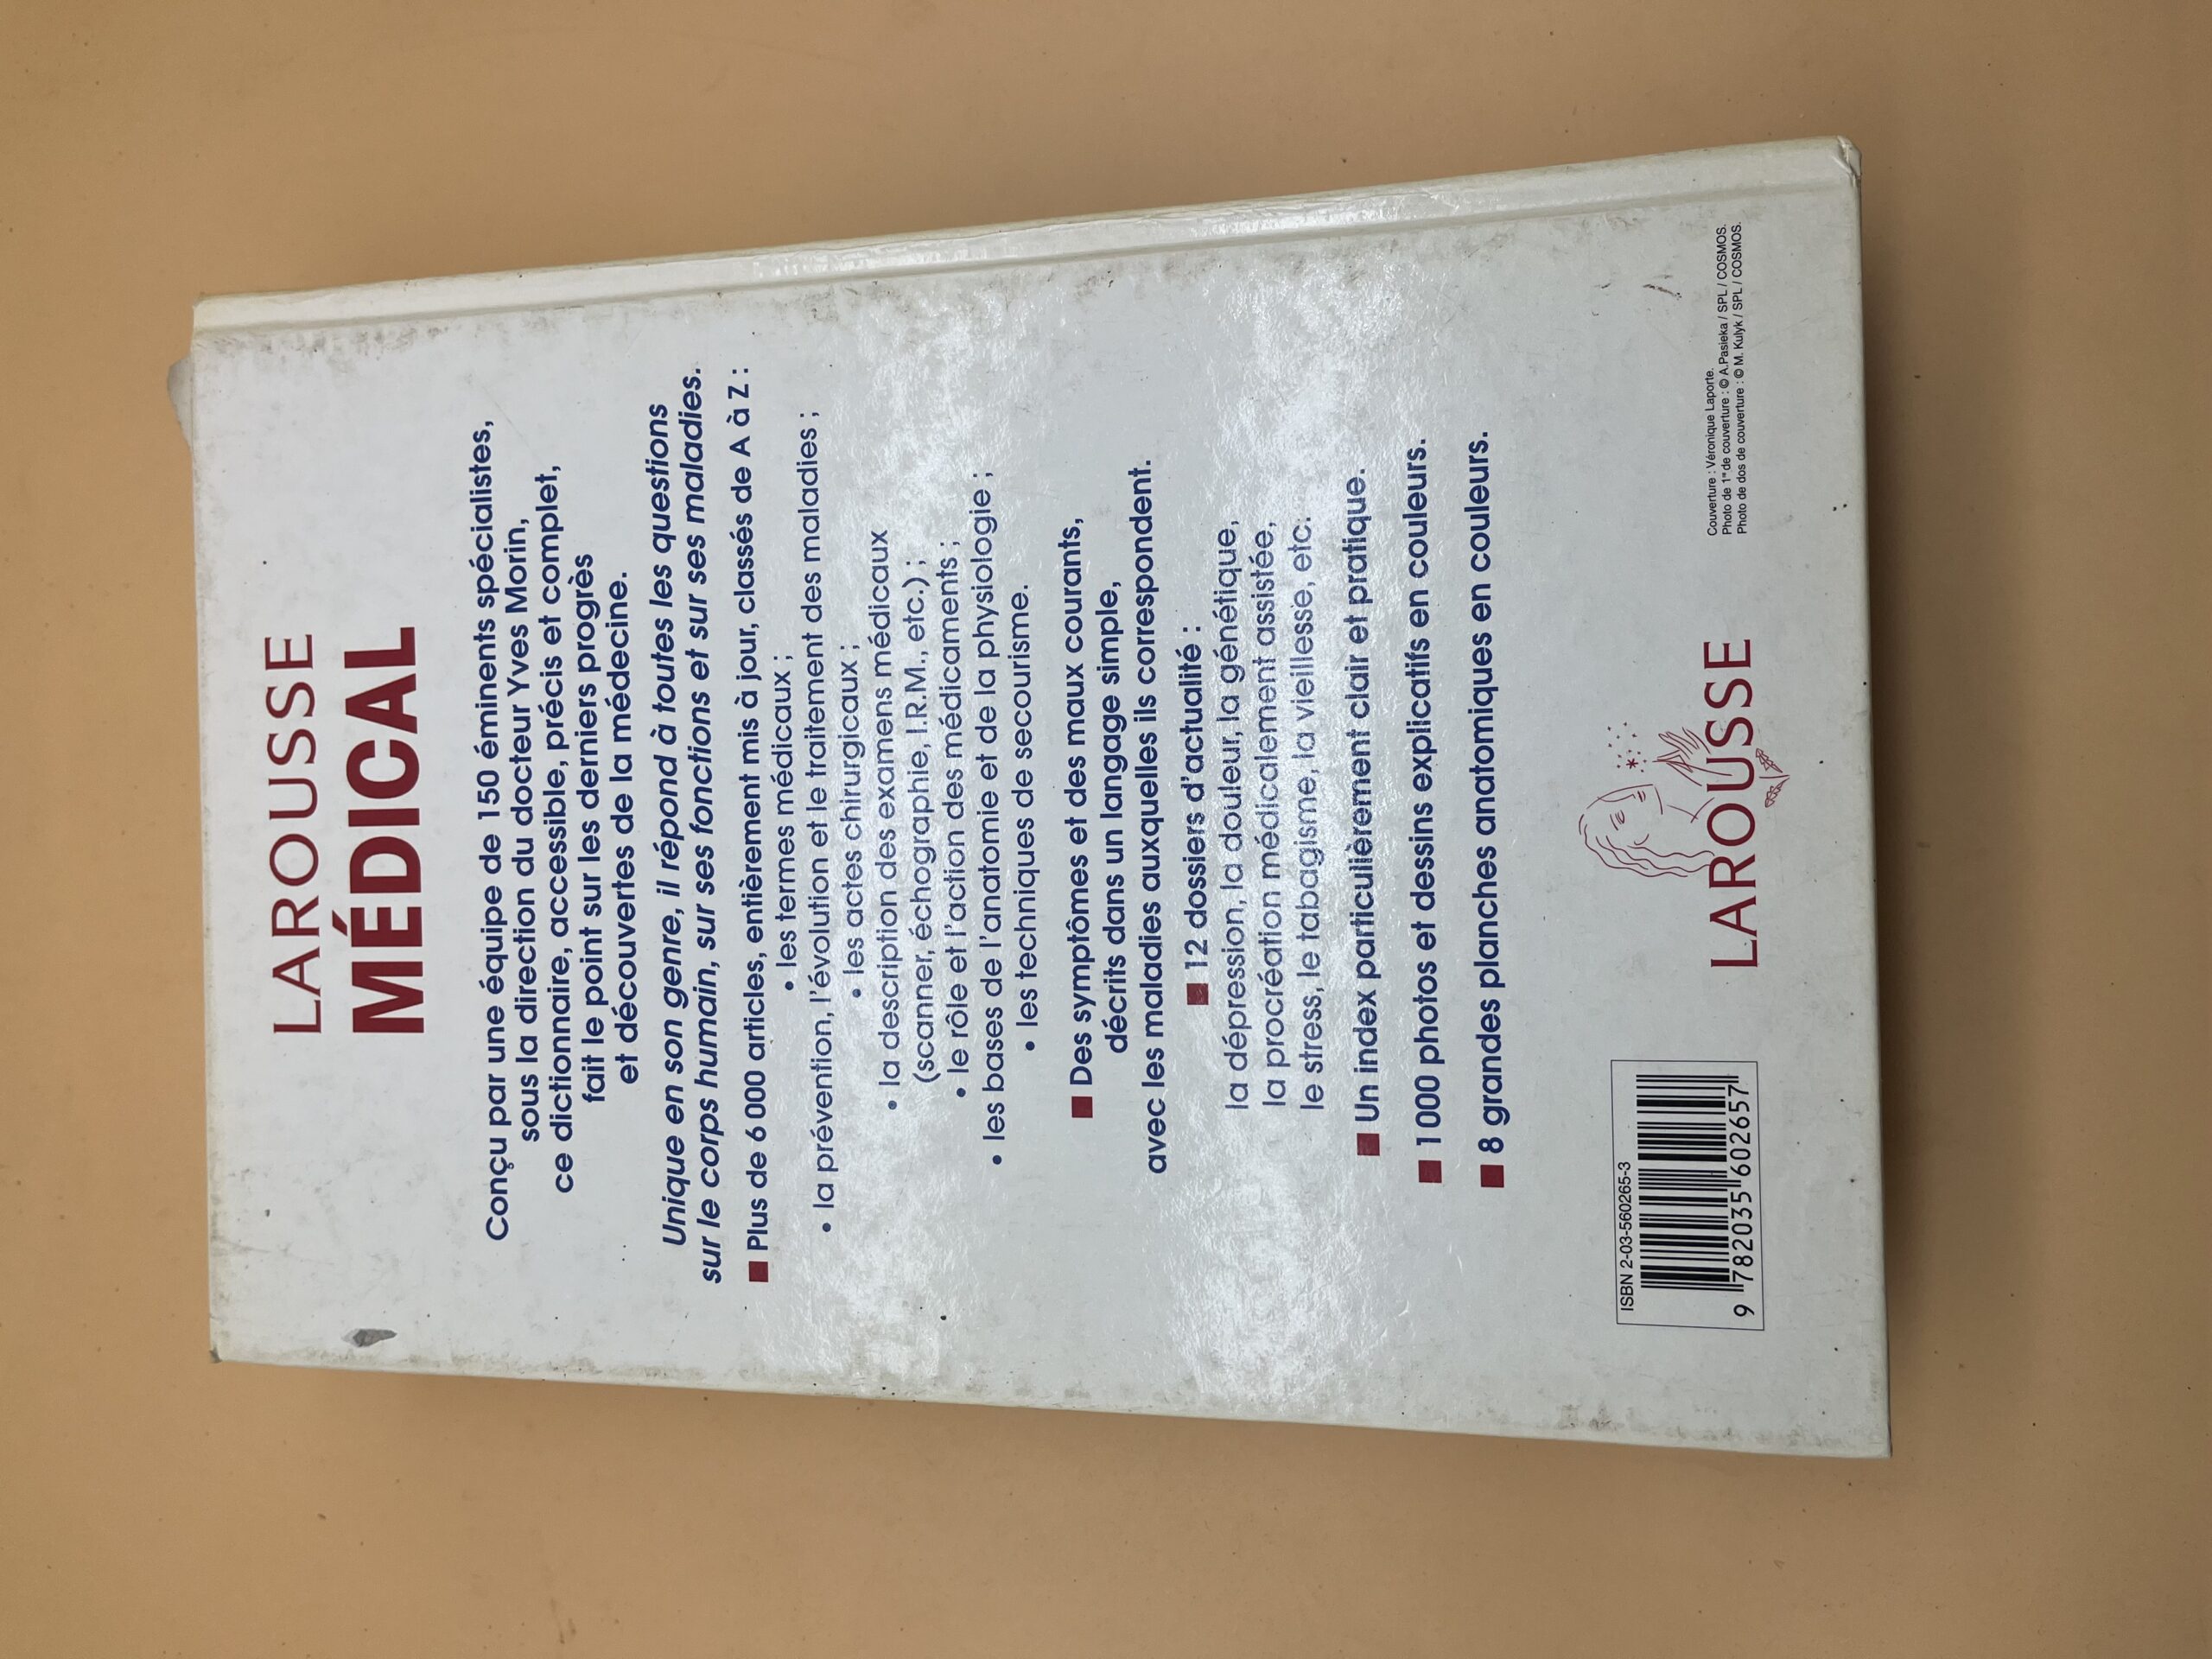 LAROUSSE
MÉDICAL
Conçu par une équipe de 150 éminents spécialistes,
sous la direction du docteur Yves Morin,
ce dictionnaire, accessible, précis et complet,
fait le point sur les derniers progrès
et découvertes de la médecine.
Unique en son genre, il répond à toutes les questions
sur le corps humain, sur ses fonctions et sur ses maladies.
■ Plus de 6 000 articles, entièrement mis à jour, classés de A à Z :
• les termes médicaux ;
• la prévention, l'évolution et le traitement des maladies ;
• les actes chirurgicaux ;
• la description des examens médicaux
(scanner, échographie, I.R.M., etc.) ;
• le rôle et l'action des médicaments ;
• les bases de l'anatomie et de la physiologie ;
• les techniques de secourisme.
■ Des symptômes et des maux courants,
décrits dans un langage simple,
avec les maladies auxquelles ils correspondent.
■ 12 dossiers d'actualité :
la dépression, la douleur, la génétique,
la procréation médicalement assistée,
le stress, le tabagisme, la vieillesse, etc.
■ Un index particulièrement clair et pratique.
■ 1000 photos et dessins explicatifs en couleurs.
■ 8 grandes planches anatomiques en couleurs.
ISBN 2-03-560265-3
9 782035 602657
LAROUSSE
Couverture : Véronique Laporte.
Photo de 1re de couverture : © A.Pasieka / SPL / COSMOS.
Photo de dos de couverture : © M. Kulyk / SPL / COSMOS.